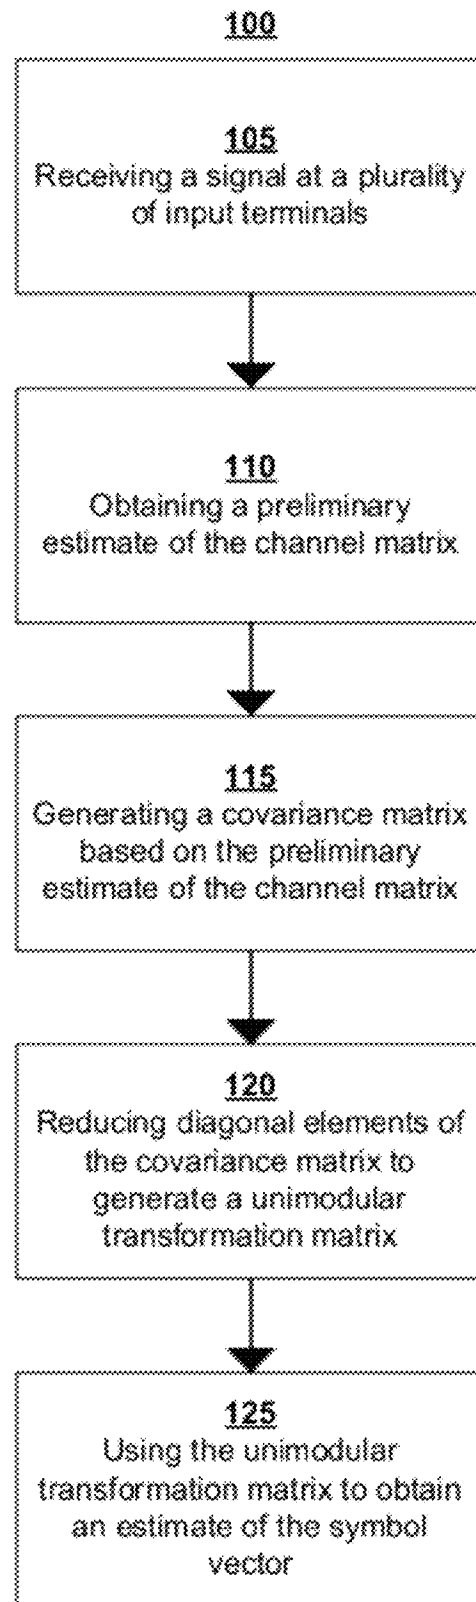 100
105
Receiving a signal at a plurality
of input terminals
110
Obtaining a preliminary
estimate of the channel matrix
115
Generating a covariance matrix
based on the preliminary
estimate of the channel matrix
120
Reducing diagonal elements of
the covariance matrix to
generate a unimodular
transformation matrix
125
Using the unimodular
transformation matrix to obtain
an estimate of the symbol
vector